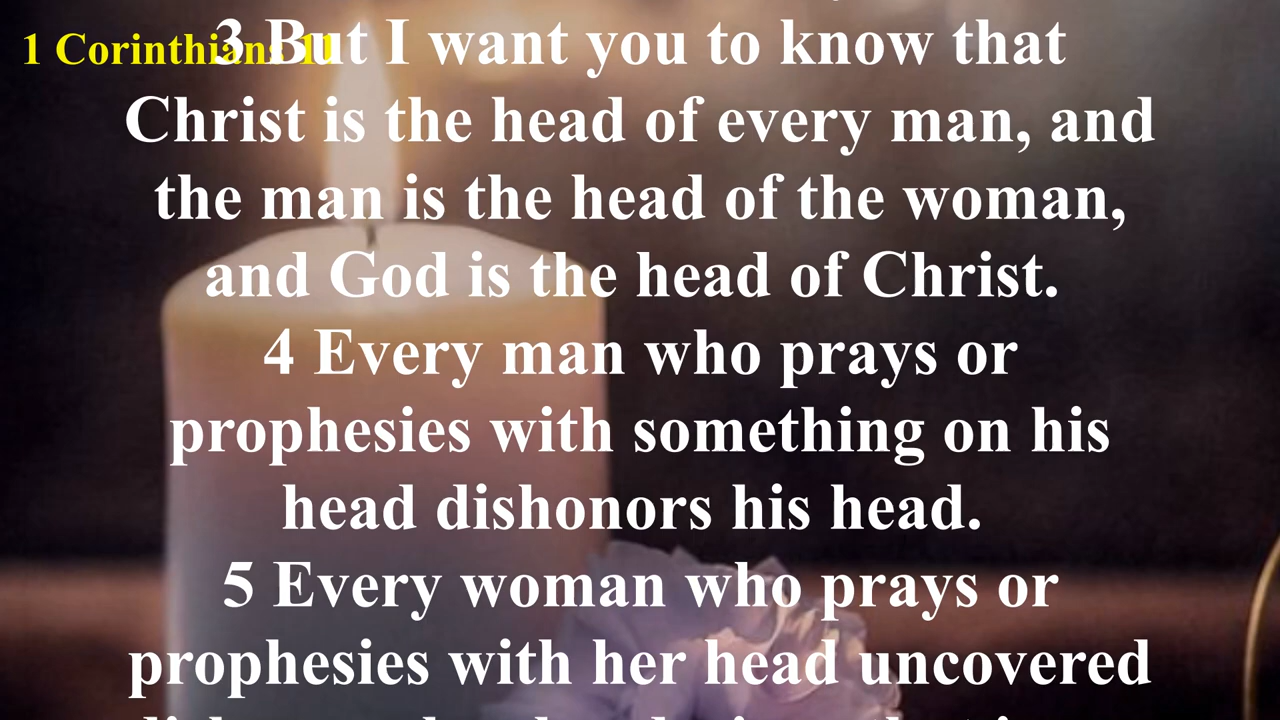 1 Corinthians 11
3 But I want you to know that
Christ is the head of every man, and
the man is the head of the woman,
and God is the head of Christ.
4 Every man who prays or
prophesies with something on his
head dishonors his head.
5 Every woman who prays or
prophesies with her head uncovered